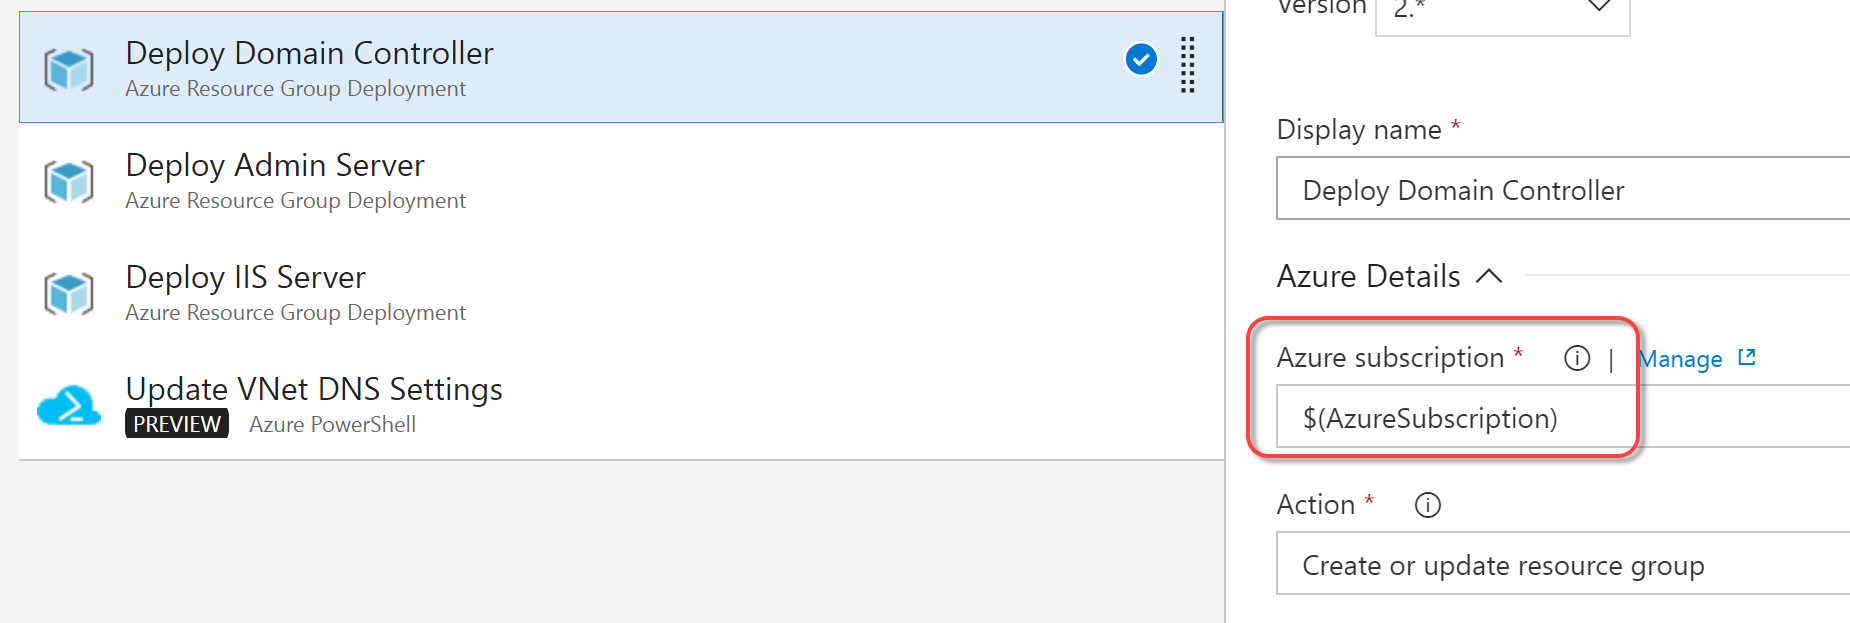 Deploy Domain Controller
Azure Resource Group Deployment
Deploy Admin Server
Azure Resource Group Deployment
Deploy IIS Server
Azure Resource Group Deployment
Update VNet DNS Settings
PREVIEW Azure PowerShell
Version 2.*
Display name *
Deploy Domain Controller
Azure Details
Azure subscription * | Manage
$(AzureSubscription)
Action *
Create or update resource group